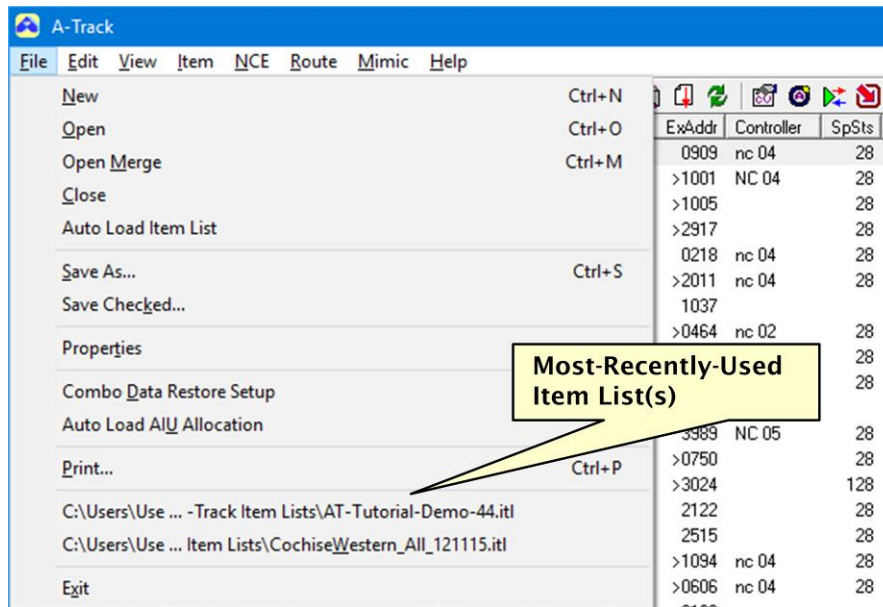 A-Track
File Edit View Item NCE Route Mimic Help
New Ctrl+N
Open Ctrl+O
Open Merge Ctrl+M
Close
Auto Load Item List
Save As... Ctrl+S
Save Checked...
Properties
Combo Data Restore Setup
Auto Load AIU Allocation
Print... Ctrl+P
C:\Users\Use ... -Track Item Lists\AT-Tutorial-Demo-44.itl
C:\Users\Use ... Item Lists\CochiseWestern_All_121115.itl
Exit
Most-Recently-Used
Item List(s)
ExAddr Controller SpSts
0909 nc 04 28
>1001 NC 04 28
>1005 28
>2917 28
0218 nc 04 28
>2011 nc 04 28
1037
>0464 nc 02 28
28
28
3989 NC 05 28
>0750 28
>3024 128
2122 28
2515 28
>1094 nc 04 28
>0606 nc 04 28